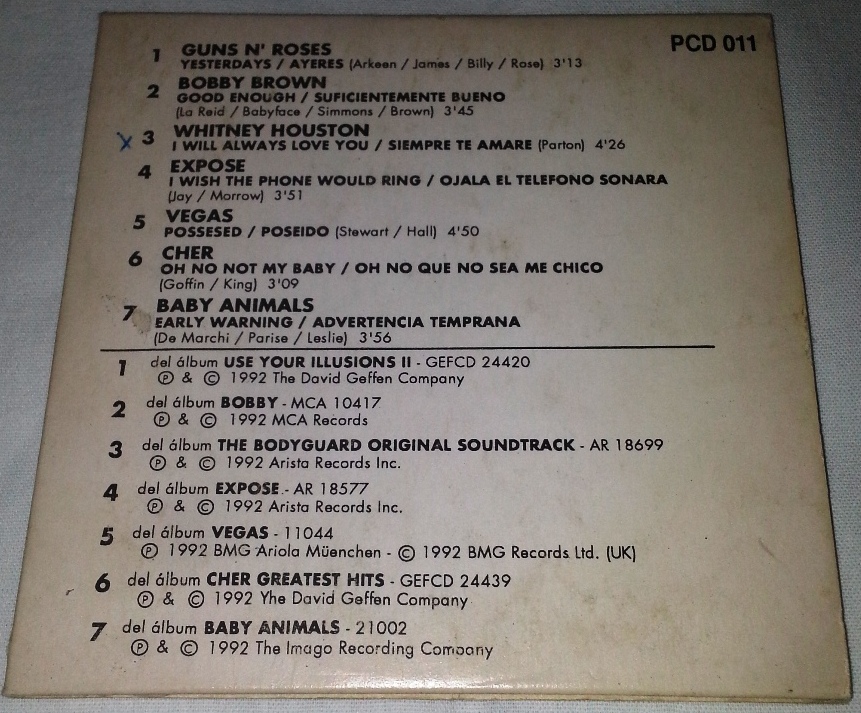 PCD 011
1 GUNS N' ROSES
YESTERDAYS / AYERES (Arkeen / James / Billy / Rose) 3'13
2 BOBBY BROWN
GOOD ENOUGH / SUFICIENTEMENTE BUENO
(La Reid / Babyface / Simmons / Brown) 3'45
X 3 WHITNEY HOUSTON
I WILL ALWAYS LOVE YOU / SIEMPRE TE AMARE (Parton) 4'26
4 EXPOSE
I WISH THE PHONE WOULD RING / OJALA EL TELEFONO SONARA
(Jay / Morrow) 3'51
5 VEGAS
POSSESED / POSEIDO (Stewart / Hall) 4'50
6 CHER
OH NO NOT MY BABY / OH NO QUE NO SEA ME CHICO
(Goffin / King) 3'09
7 BABY ANIMALS
EARLY WARNING / ADVERTENCIA TEMPRANA
(De Marchi / Parise / Leslie) 3'56
1 del álbum USE YOUR ILLUSIONS II - GEFCD 24420
℗ & © 1992 The David Geffen Company
2 del álbum BOBBY - MCA 10417
℗ & © 1992 MCA Records
3 del álbum THE BODYGUARD ORIGINAL SOUNDTRACK - AR 18699
℗ & © 1992 Arista Records Inc.
4 del álbum EXPOSE - AR 18577
℗ & © 1992 Arista Records Inc.
5 del álbum VEGAS - 11044
℗ 1992 BMG Ariola Müenchen - © 1992 BMG Records Ltd. (UK)
6 del álbum CHER GREATEST HITS - GEFCD 24439
℗ & © 1992 Yhe David Geffen Company
7 del álbum BABY ANIMALS - 21002
℗ & © 1992 The Imago Recording Company